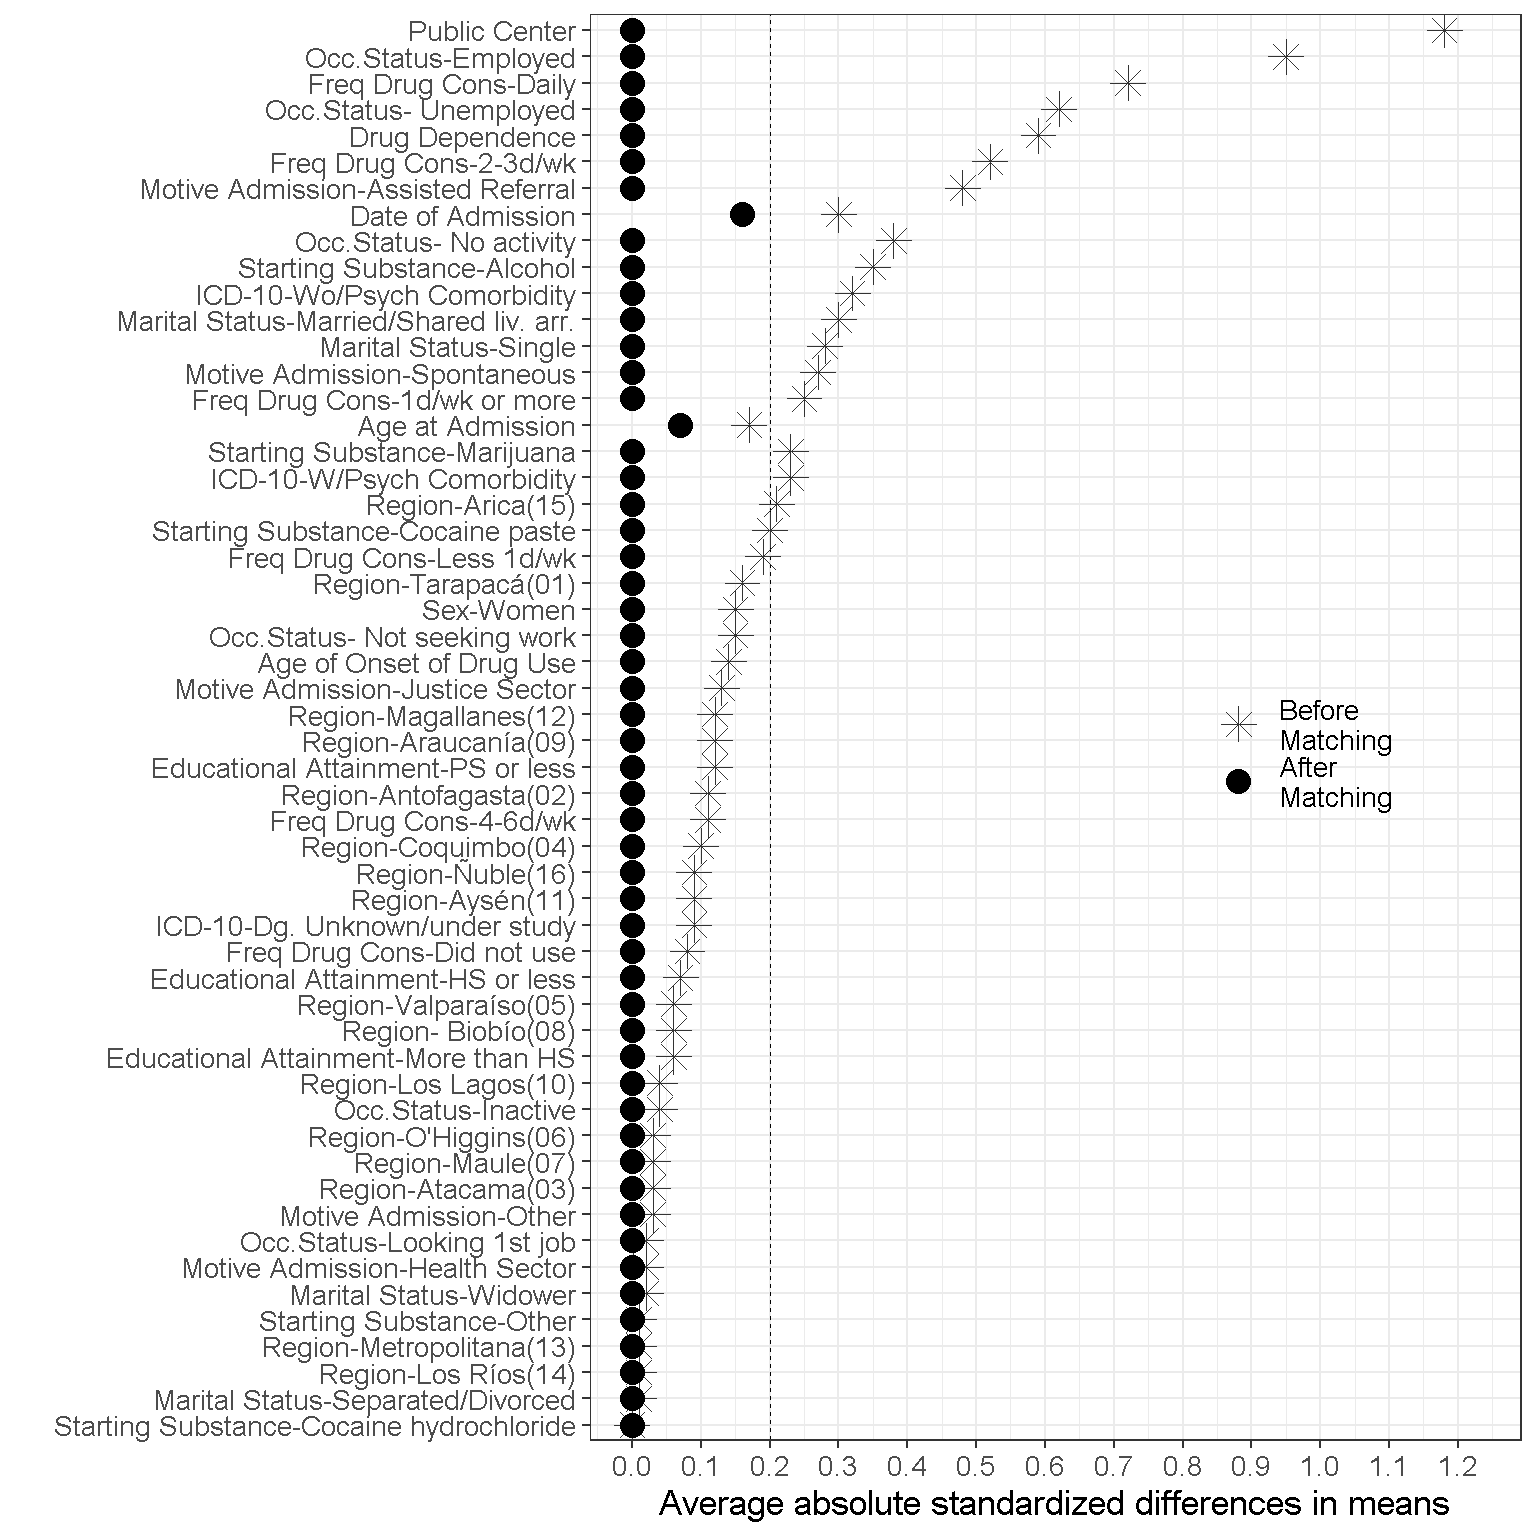 Public Center
Occ.Status-Employed
Freq Drug Cons-Daily
Occ.Status- Unemployed
Drug Dependence
Freq Drug Cons-2-3d/wk
Motive Admission-Assisted Referral
Date of Admission
Occ.Status- No activity
Starting Substance-Alcohol
ICD-10-Wo/Psych Comorbidity
Marital Status-Married/Shared liv. arr.
Marital Status-Single
Motive Admission-Spontaneous
Freq Drug Cons-1d/wk or more
Age at Admission
Starting Substance-Marijuana
ICD-10-W/Psych Comorbidity
Region-Arica(15)
Starting Substance-Cocaine paste
Freq Drug Cons-Less 1d/wk
Region-Tarapacá(01)
Sex-Women
Occ.Status- Not seeking work
Age of Onset of Drug Use
Motive Admission-Justice Sector
Region-Magallanes(12)
Region-Araucanía(09)
Educational Attainment-PS or less
Region-Antofagasta(02)
Freq Drug Cons-4-6d/wk
Region-Coquimbo(04)
Region-Ñuble(16)
Region-Aysén(11)
ICD-10-Dg. Unknown/under study
Freq Drug Cons-Did not use
Educational Attainment-HS or less
Region-Valparaíso(05)
Region- Biobío(08)
Educational Attainment-More than HS
Region-Los Lagos(10)
Occ.Status-Inactive
Region-O'Higgins(06)
Region-Maule(07)
Region-Atacama(03)
Motive Admission-Other
Occ.Status-Looking 1st job
Motive Admission-Health Sector
Marital Status-Widower
Starting Substance-Other
Region-Metropolitana(13)
Region-Los Ríos(14)
Marital Status-Separated/Divorced
Starting Substance-Cocaine hydrochloride
Before
Matching
After
Matching
0.0 0.1 0.2 0.3 0.4 0.5 0.6 0.7 0.8 0.9 1.0 1.1 1.2
Average absolute standardized differences in means